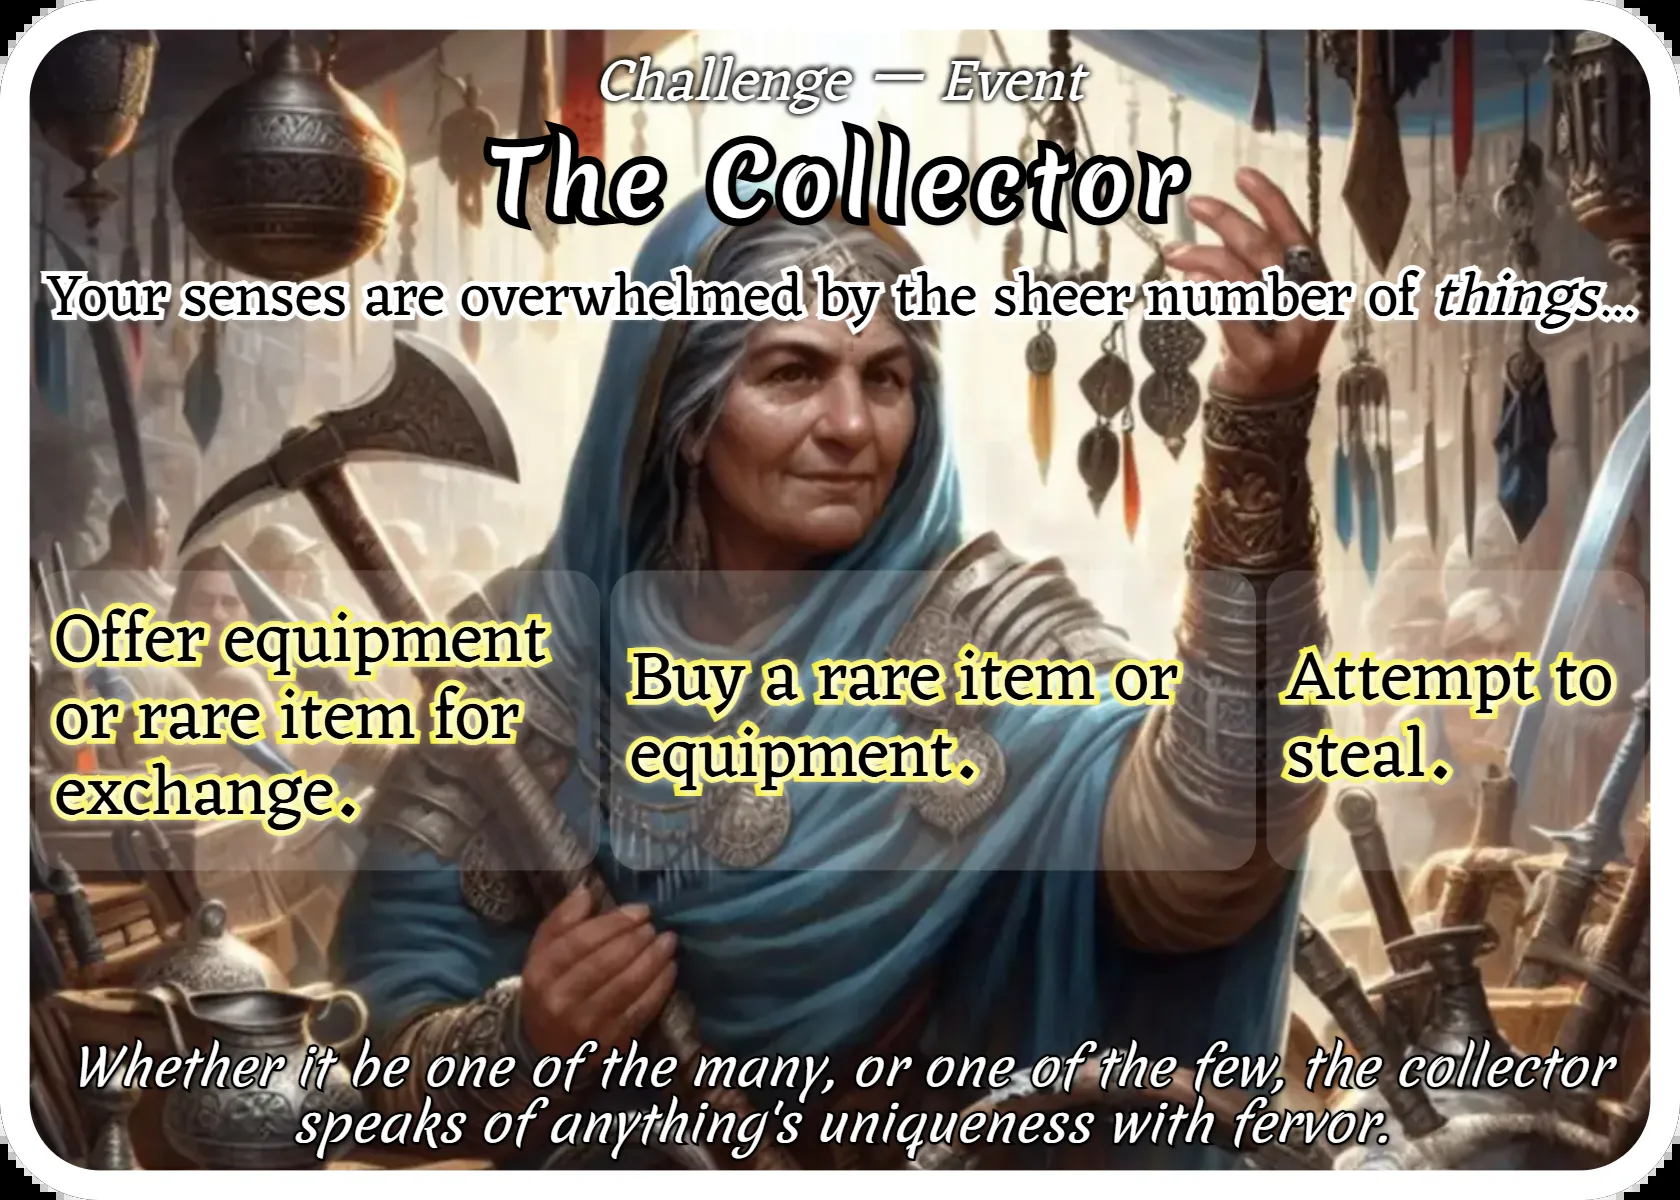 Challenge — Event
The Collector
Your senses are overwhelmed by the sheer number of things...
Offer equipment
or rare item for
exchange.
Buy a rare item or
equipment.
Attempt to
steal.
Whether it be one of the many, or one of the few, the collector
speaks of anything's uniqueness with fervor.